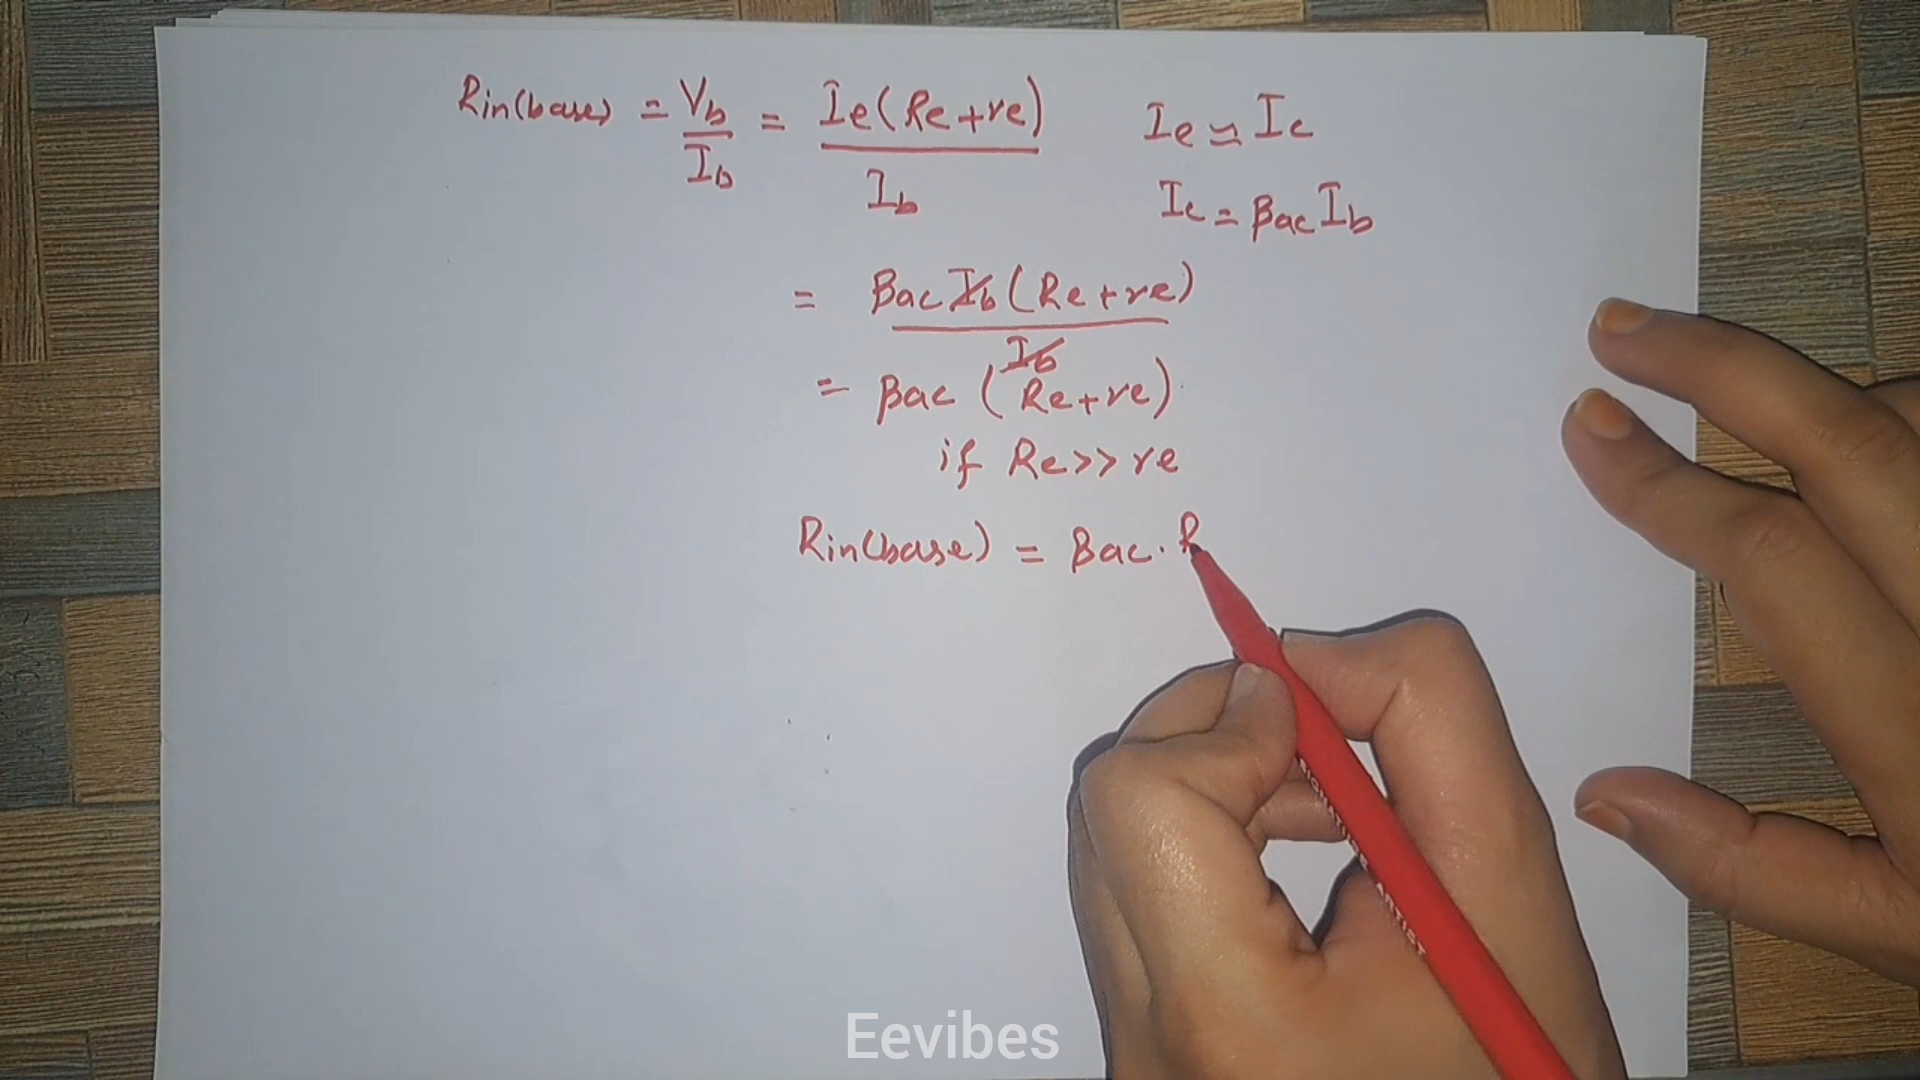 Rin(base) = Vb/Ib = Ie(Re+re)/Ib
Ie ≈ Ic
Ic = βac Ib
= βac Ib (Re+re)/Ib
= βac (Re+re)
if Re>>re
Rin(base) = βac . R
Eevibes